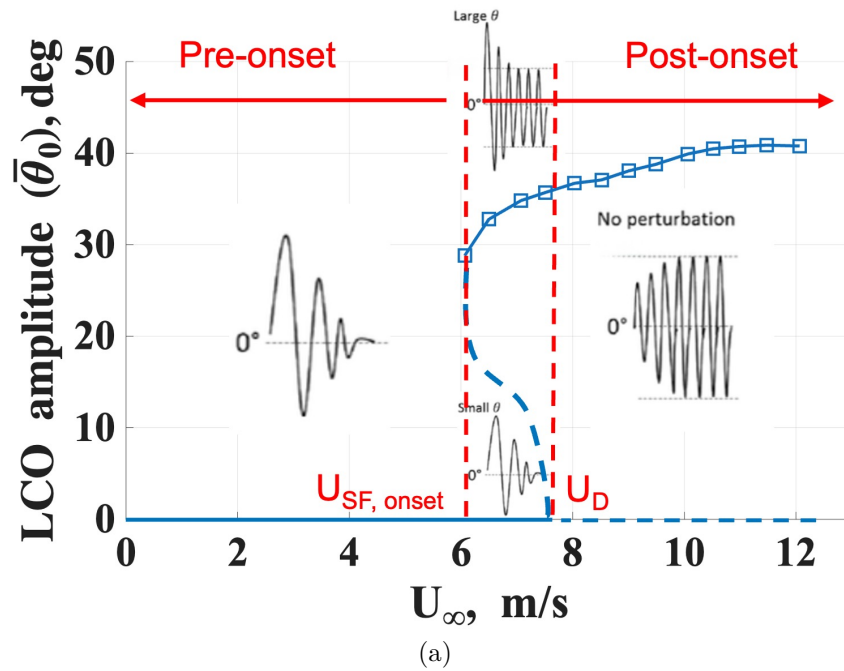 Large θ
Pre-onset
Post-onset
0°
No perturbation
0°
0°
Small θ
0°
U_SF, onset
U_D
LCO amplitude (θ̄₀), deg
50
40
30
20
10
0
0 2 4 6 8 10 12
U∞, m/s
(a)